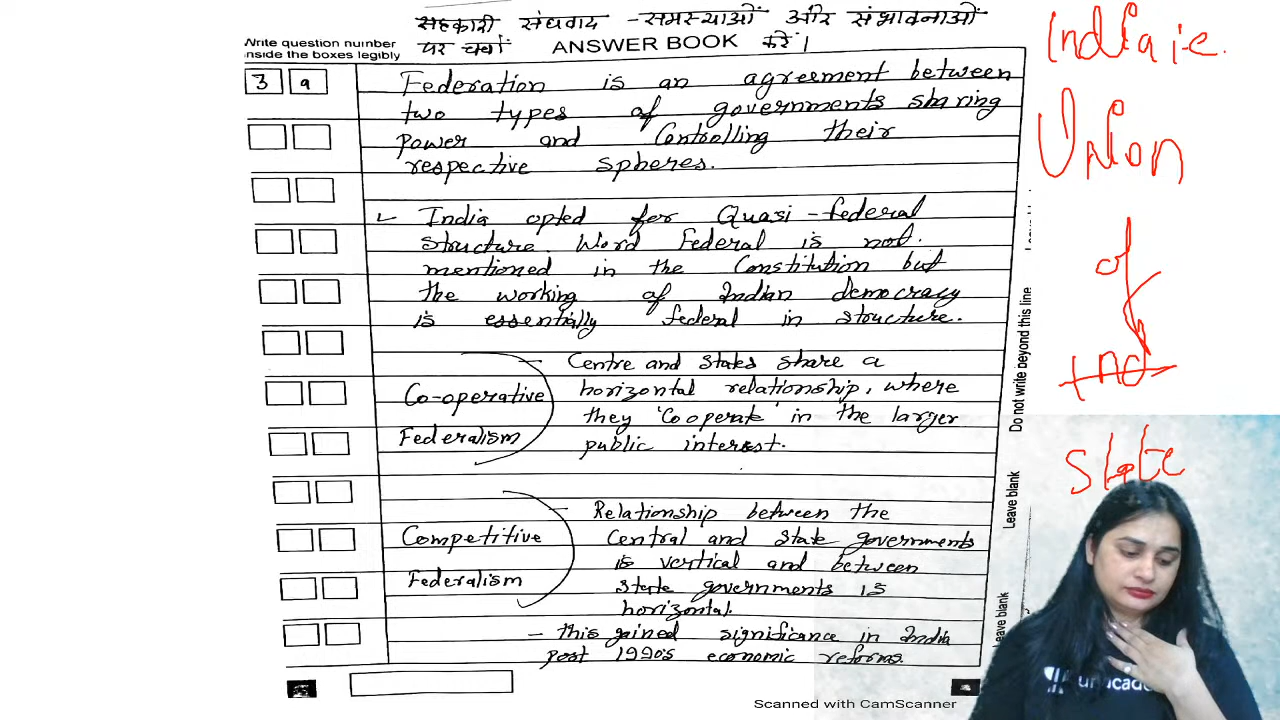 सहकारी संघवाद - समस्याओं और संभावनाओं
पर चर्चा ANSWER BOOK करें।
Write question number
inside the boxes legibly
3 a
Federation is an agreement between
two types of governments sharing
power and Controlling their
respective spheres.
India opted for Quasi-federal
structure. Word Federal is not
mentioned in the Constitution but
the working of Indian democracy
is essentially federal in structure.
Co-operative
Federalism
- Centre and States share a
horizontal relationship, where
they 'Cooperate' in the larger
public interest.
Competitive
Federalism
- Relationship between the
Central and State governments
is vertical and between
state governments is
horizontal.
- this gained significance in India
post 1990's economic reforms.
Do not write beyond this line
Leave blank
Leave blank
Scanned with CamScanner
India i.e.
Union
of
State
unacade